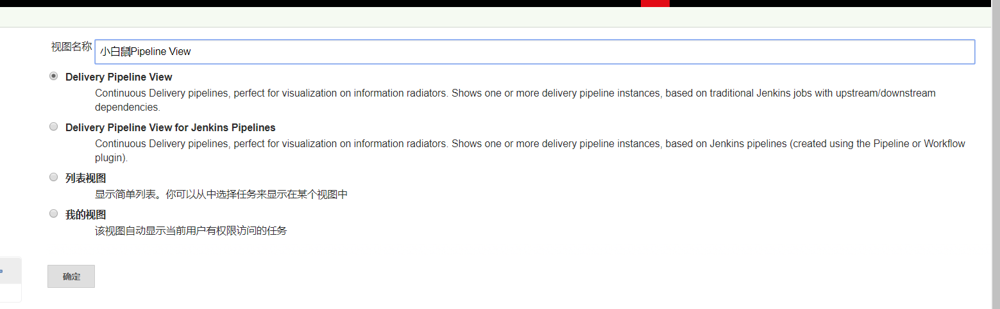 视图名称 小白鼠Pipeline View
Delivery Pipeline View
Continuous Delivery pipelines, perfect for visualization on information radiators. Shows one or more delivery pipeline instances, based on traditional Jenkins jobs with upstream/downstream
dependencies.
Delivery Pipeline View for Jenkins Pipelines
Continuous Delivery pipelines, perfect for visualization on information radiators. Shows one or more delivery pipeline instances, based on Jenkins pipelines (created using the Pipeline or Workflow
plugin).
列表视图
显示简单列表。你可以从中选择任务来显示在某个视图中
我的视图
该视图自动显示当前用户有权限访问的任务
确定